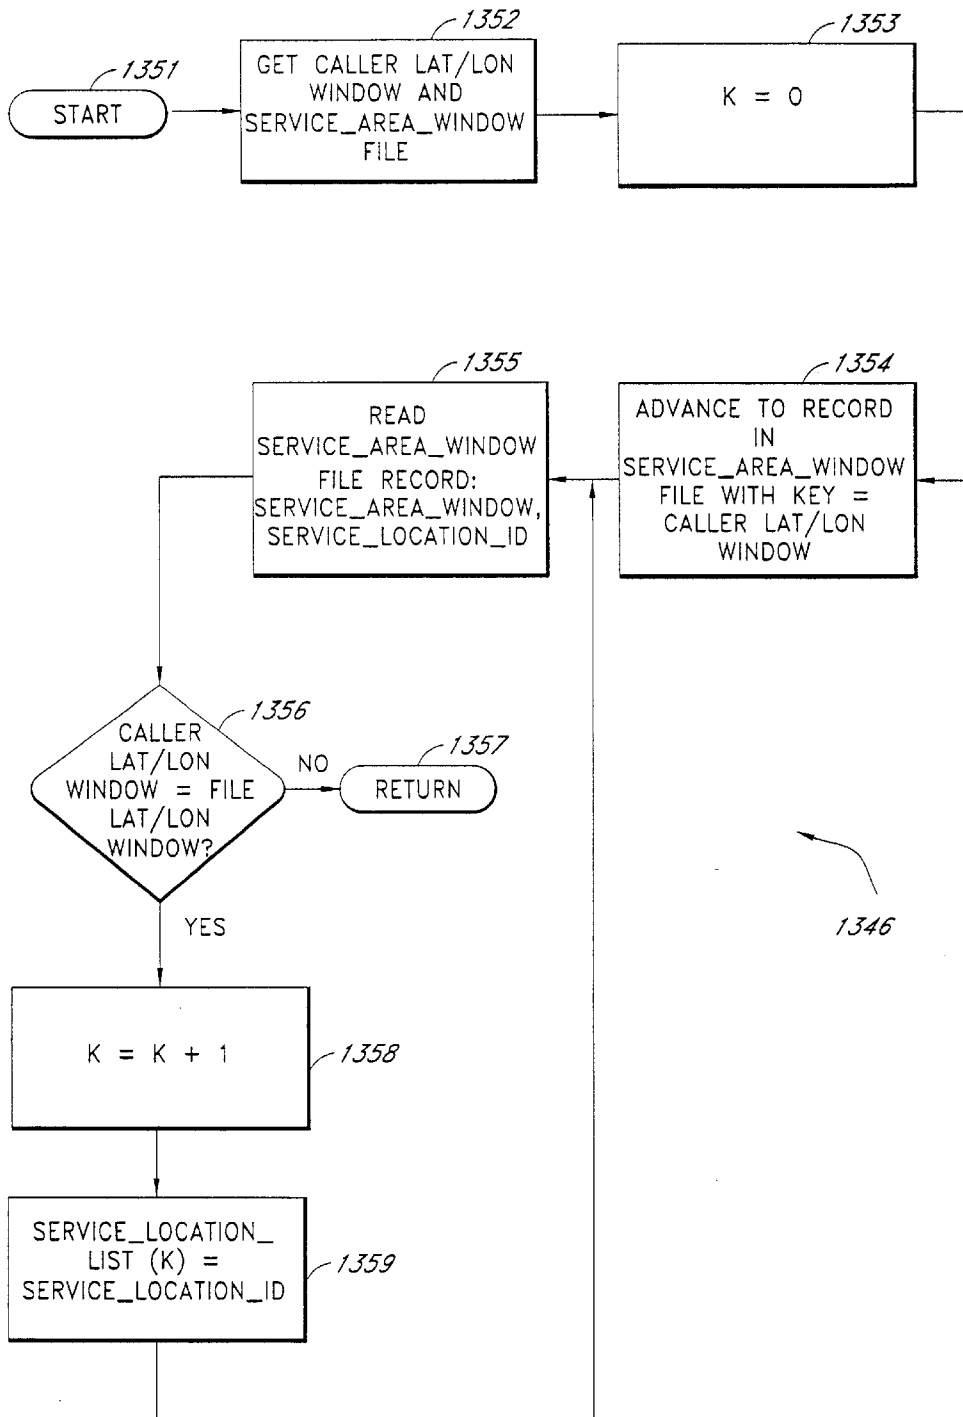 1351
START
1352
GET CALLER LAT/LON
WINDOW AND
SERVICE_AREA_WINDOW
FILE
1353
K = 0
1354
ADVANCE TO RECORD
IN
SERVICE_AREA_WINDOW
FILE WITH KEY =
CALLER LAT/LON
WINDOW
1355
READ
SERVICE_AREA_WINDOW
FILE RECORD:
SERVICE_AREA_WINDOW,
SERVICE_LOCATION_ID
1356
CALLER
LAT/LON
WINDOW = FILE
LAT/LON
WINDOW?
NO
1357
RETURN
YES
1346
K = K + 1
1358
SERVICE_LOCATION_
LIST (K) =
SERVICE_LOCATION_ID
1359